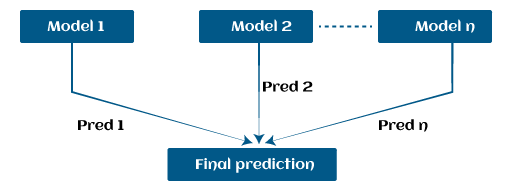 Model 1
Model 2
Model n
Pred 2
Pred 1
Pred n
Final prediction